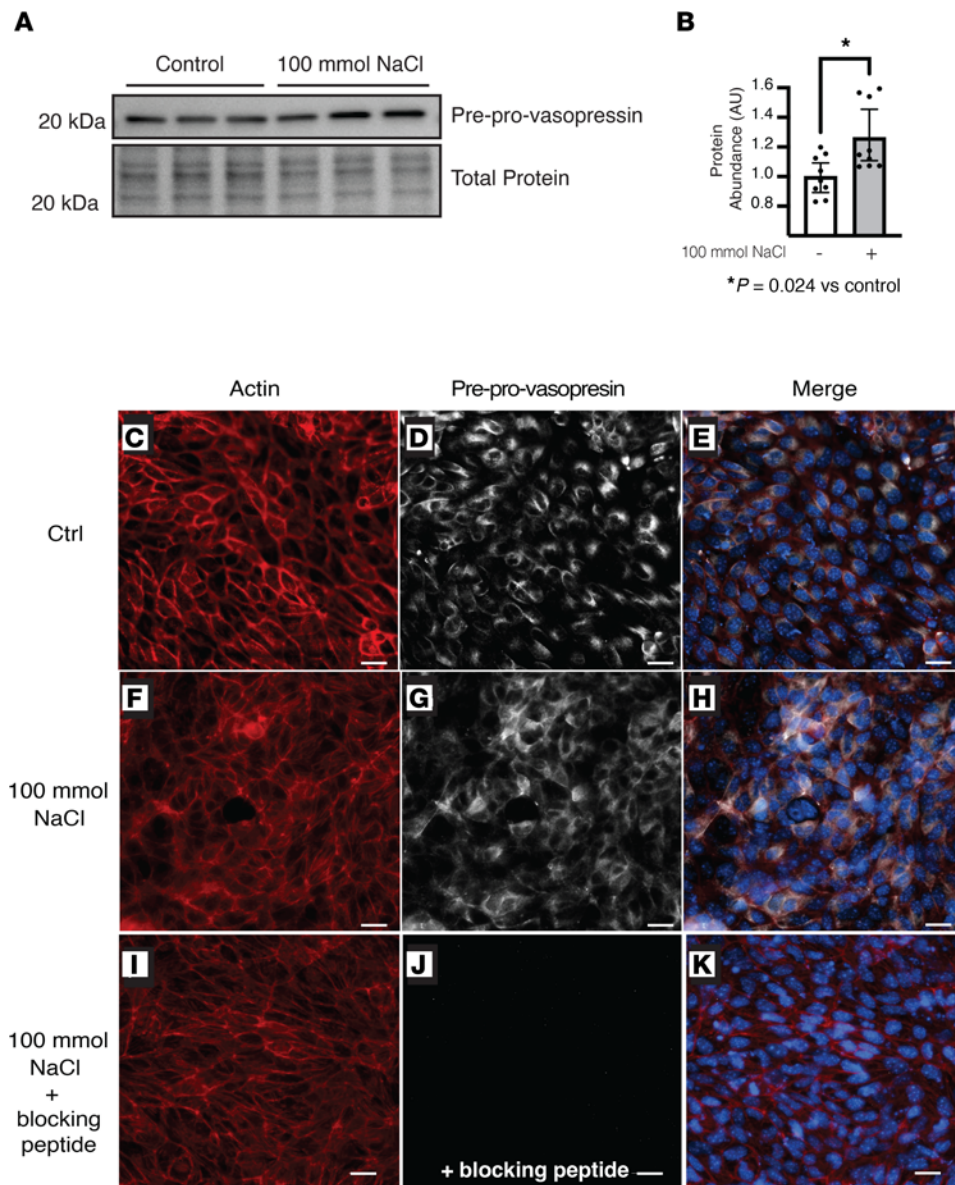 A
Control
100 mmol NaCl
20 kDa
Pre-pro-vasopressin
20 kDa
Total Protein
B
*
Protein
Abundance (AU)
1.6
1.4
1.2
1.0
0.8
100 mmol NaCl - +
*P = 0.024 vs control
Actin
Pre-pro-vasopresin
Merge
Ctrl
C
D
E
100 mmol
NaCl
F
G
H
100 mmol
NaCl
+
blocking
peptide
I
J
+ blocking peptide
K